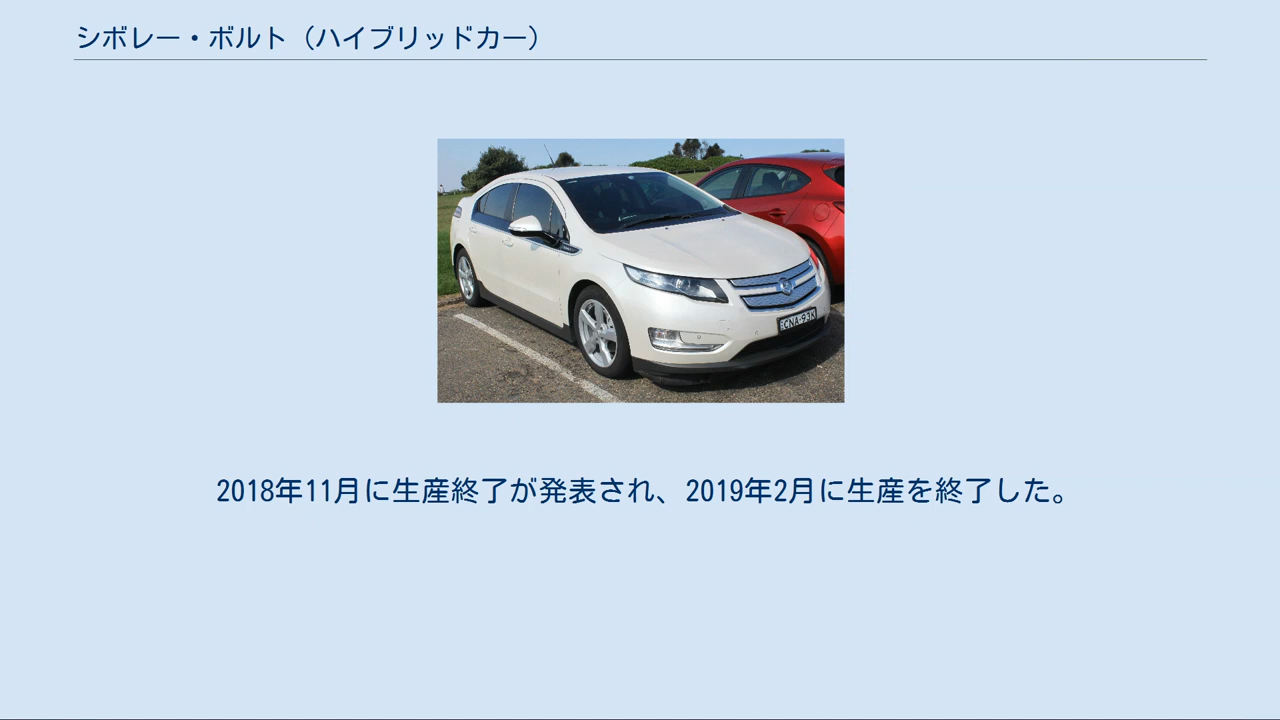 シボレー・ボルト（ハイブリッドカー）
CNA·93K
2018年11月に生産終了が発表され、2019年2月に生産を終了した。